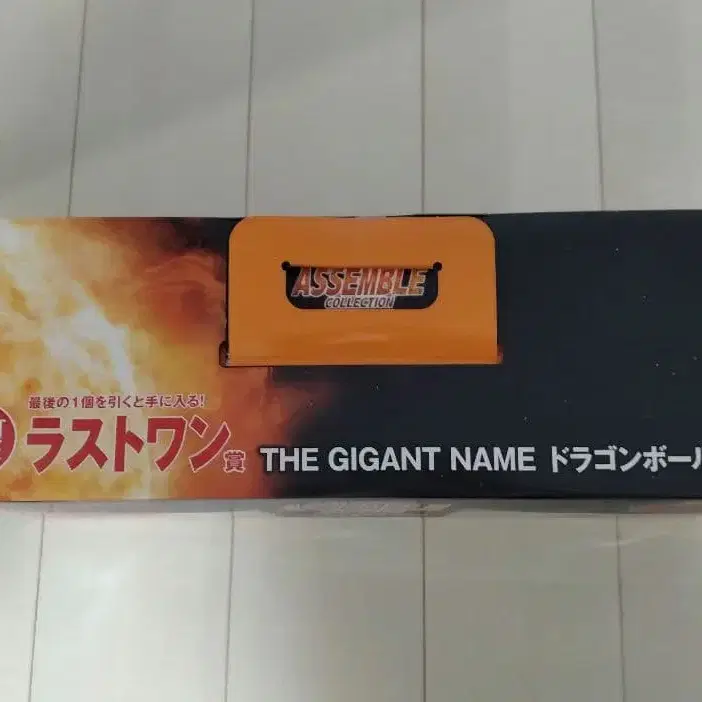 ASSEMBLE
COLLECTION
最後の1個を引くと手に入る!
ラストワン賞
THE GIGANT NAME ドラゴンボール